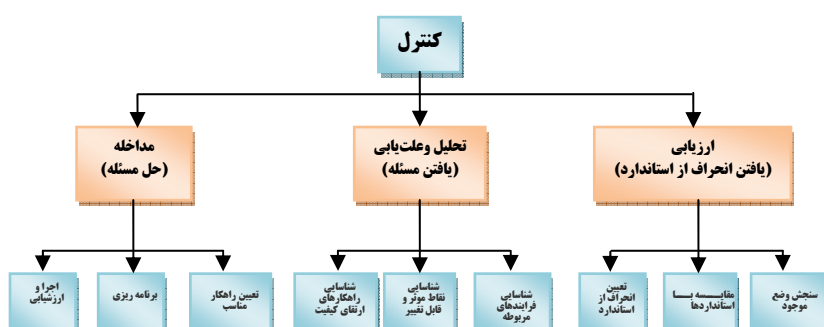 کنترل
ارزیابی
(یافتن انحراف از استاندارد)
تحلیل وعلت‌یابی
(یافتن مسئله)
مداخله
(حل مسئله)
سنجش وضع
موجود
مقایسه با
استانداردها
تعیین
انحراف از
استاندارد
شناسایی
فرایندهای
مربوطه
شناسایی
نقاط موثر و
قابل تغییر
شناسایی
راهکارهای
ارتقای کیفیت
تعیین راهکار
مناسب
برنامه ریزی
اجرا و
ارزشیابی